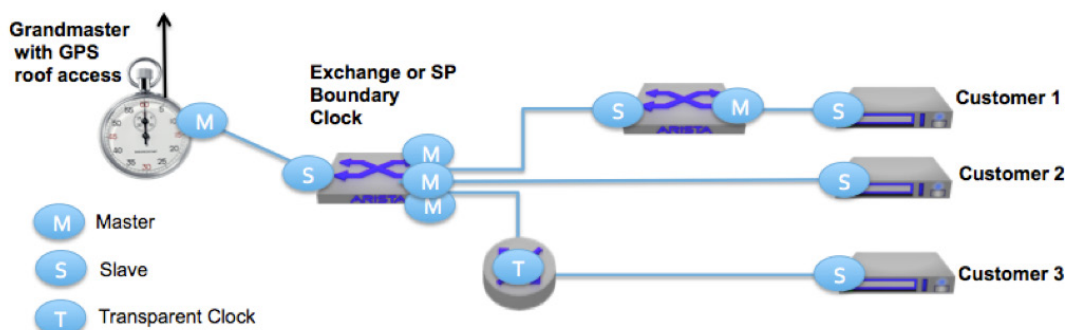 Grandmaster
with GPS
roof access
M
Exchange or SP
Boundary
Clock
S
ARISTA
M
M
M
S
ARISTA
M
S
Customer 1
S
Customer 2
T
S
Customer 3
M Master
S Slave
T Transparent Clock